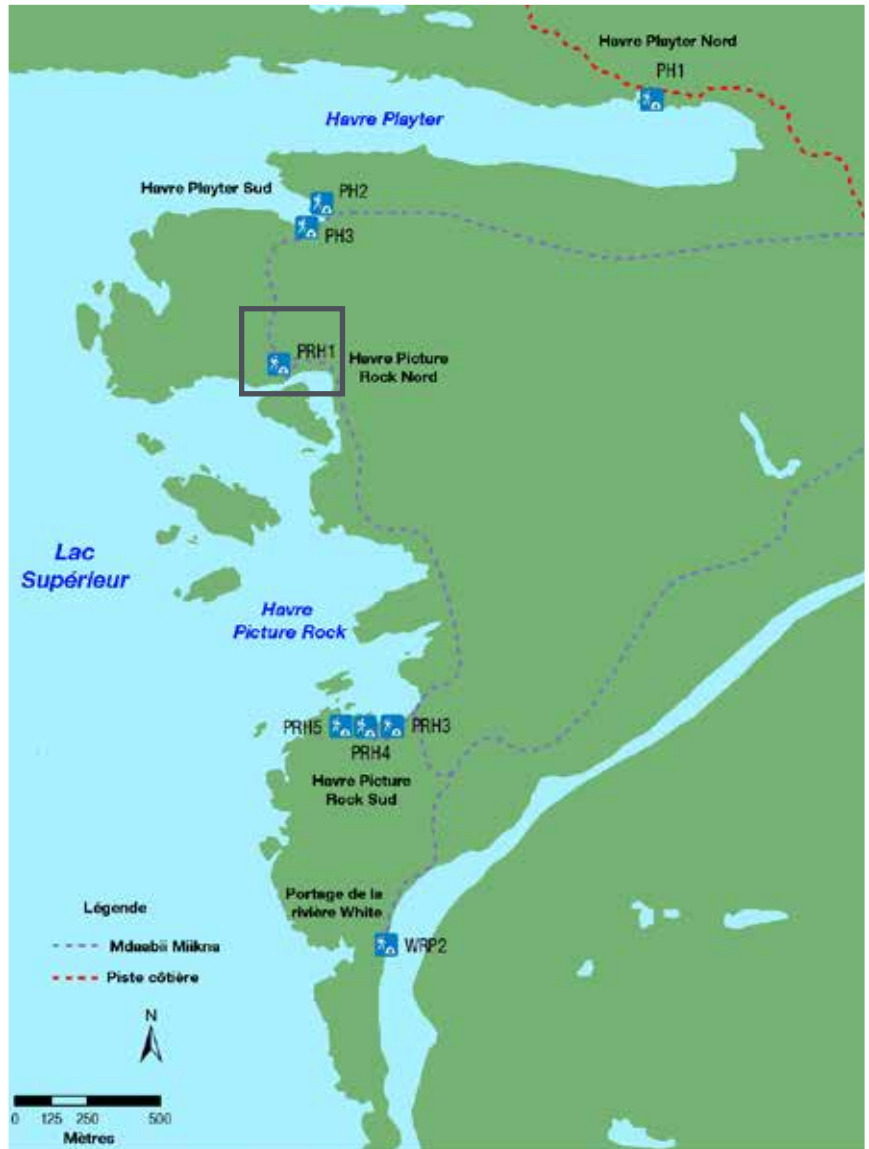 Havre Playter Nord
PH1
Havre Playter
Havre Playter Sud
PH2
PH3
PRH1
Havre Picture
Rock Nord
Lac
Supérieur
Havre
Picture Rock
PRH5
PRH3
PRH4
Havre Picture
Rock Sud
Portage de la
rivière White
WRP2
Légende
Mdaabii Miikna
Piste côtière
N
0 125 250 500
Mètres